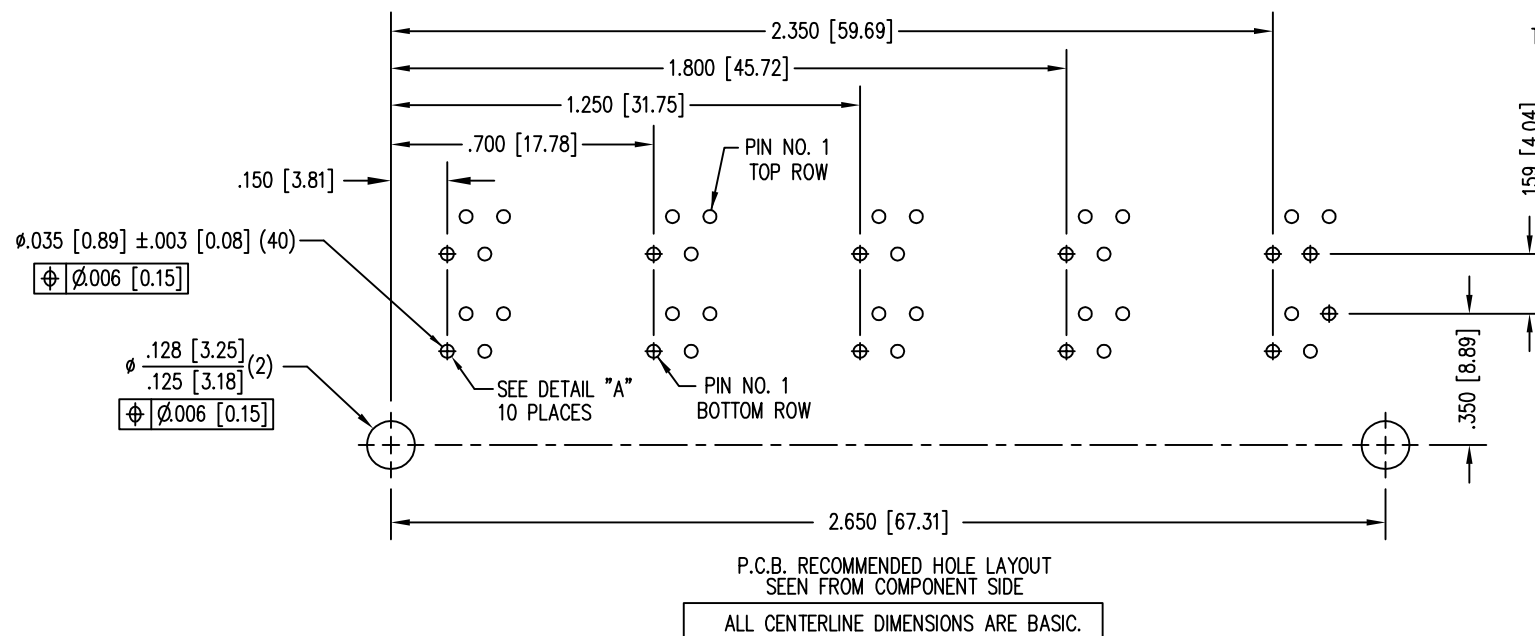 2.350 [59.69]
1.800 [45.72]
1.250 [31.75]
.700 [17.78]
.150 [3.81]
PIN NO. 1
TOP ROW
.159 [4.04]
ø.035 [0.89] ±.003 [0.08] (40)
⌖ Ø.006 [0.15]
ø .128 [3.25]
.125 [3.18] (2)
⌖ Ø.006 [0.15]
SEE DETAIL "A"
10 PLACES
PIN NO. 1
BOTTOM ROW
.350 [8.89]
2.650 [67.31]
P.C.B. RECOMMENDED HOLE LAYOUT
SEEN FROM COMPONENT SIDE
ALL CENTERLINE DIMENSIONS ARE BASIC.